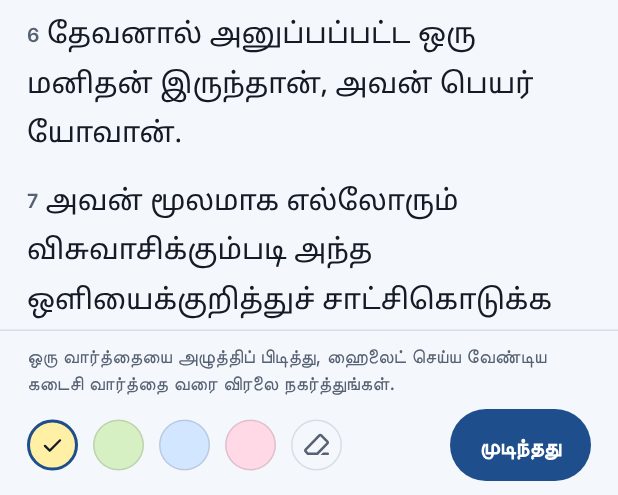 6 தேவனால் அனுப்பப்பட்ட ஒரு
மனிதன் இருந்தான், அவன் பெயர்
யோவான்.
7 அவன் மூலமாக எல்லோரும்
விசுவாசிக்கும்படி அந்த
ஒளியைக்குறித்துச் சாட்சிகொடுக்க
ஒரு வார்த்தையை அழுத்திப் பிடித்து, ஹைலைட் செய்ய வேண்டிய
கடைசி வார்த்தை வரை விரலை நகர்த்துங்கள்.
முடிந்தது